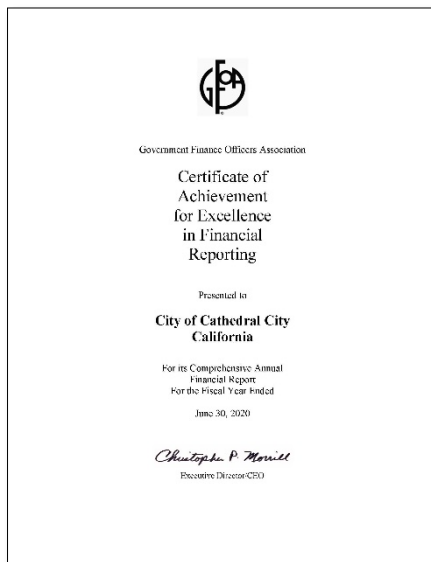 GFOA
Government Finance Officers Association
Certificate of
Achievement
for Excellence
in Financial
Reporting
Presented to
City of Cathedral City
California
For its Comprehensive Annual
Financial Report
For the Fiscal Year Ended
June 30, 2020
Christopher P. Morrill
Executive Director/CEO